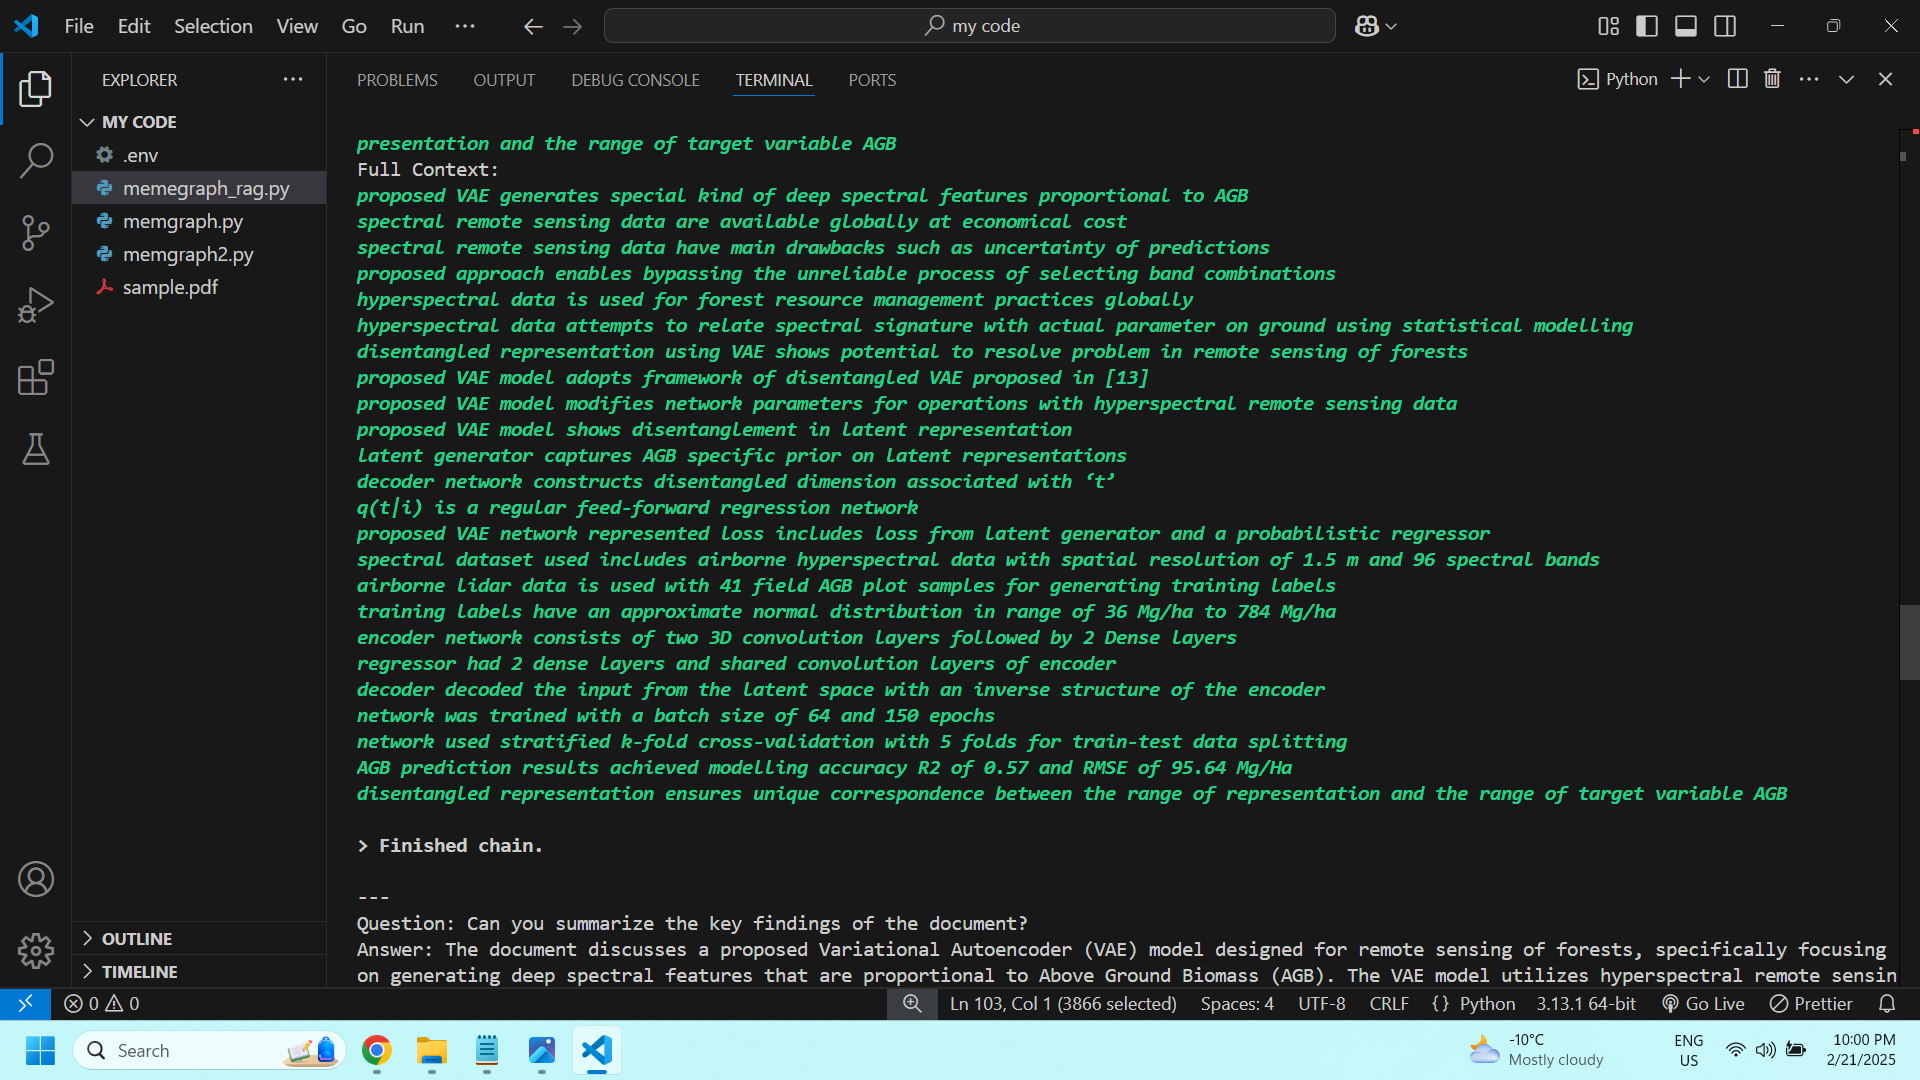 File Edit Selection View Go Run ··· my code
EXPLORER ···
MY CODE
.env
memegraph_rag.py
memgraph.py
memgraph2.py
sample.pdf
OUTLINE
TIMELINE
PROBLEMS OUTPUT DEBUG CONSOLE TERMINAL PORTS Python
presentation and the range of target variable AGB
Full Context:
proposed VAE generates special kind of deep spectral features proportional to AGB
spectral remote sensing data are available globally at economical cost
spectral remote sensing data have main drawbacks such as uncertainty of predictions
proposed approach enables bypassing the unreliable process of selecting band combinations
hyperspectral data is used for forest resource management practices globally
hyperspectral data attempts to relate spectral signature with actual parameter on ground using statistical modelling
disentangled representation using VAE shows potential to resolve problem in remote sensing of forests
proposed VAE model adopts framework of disentangled VAE proposed in [13]
proposed VAE model modifies network parameters for operations with hyperspectral remote sensing data
proposed VAE model shows disentanglement in latent representation
latent generator captures AGB specific prior on latent representations
decoder network constructs disentangled dimension associated with ‘t’
q(t|i) is a regular feed-forward regression network
proposed VAE network represented loss includes loss from latent generator and a probabilistic regressor
spectral dataset used includes airborne hyperspectral data with spatial resolution of 1.5 m and 96 spectral bands
airborne lidar data is used with 41 field AGB plot samples for generating training labels
training labels have an approximate normal distribution in range of 36 Mg/ha to 784 Mg/ha
encoder network consists of two 3D convolution layers followed by 2 Dense layers
regressor had 2 dense layers and shared convolution layers of encoder
decoder decoded the input from the latent space with an inverse structure of the encoder
network was trained with a batch size of 64 and 150 epochs
network used stratified k-fold cross-validation with 5 folds for train-test data splitting
AGB prediction results achieved modelling accuracy R2 of 0.57 and RMSE of 95.64 Mg/Ha
disentangled representation ensures unique correspondence between the range of representation and the range of target variable AGB
> Finished chain.
---
Question: Can you summarize the key findings of the document?
Answer: The document discusses a proposed Variational Autoencoder (VAE) model designed for remote sensing of forests, specifically focusing
on generating deep spectral features that are proportional to Above Ground Biomass (AGB). The VAE model utilizes hyperspectral remote sensin
0 0 Ln 103, Col 1 (3866 selected) Spaces: 4 UTF-8 CRLF {} Python 3.13.1 64-bit Go Live Prettier
Search
-10°C
Mostly cloudy
ENG
US
10:00 PM
2/21/2025